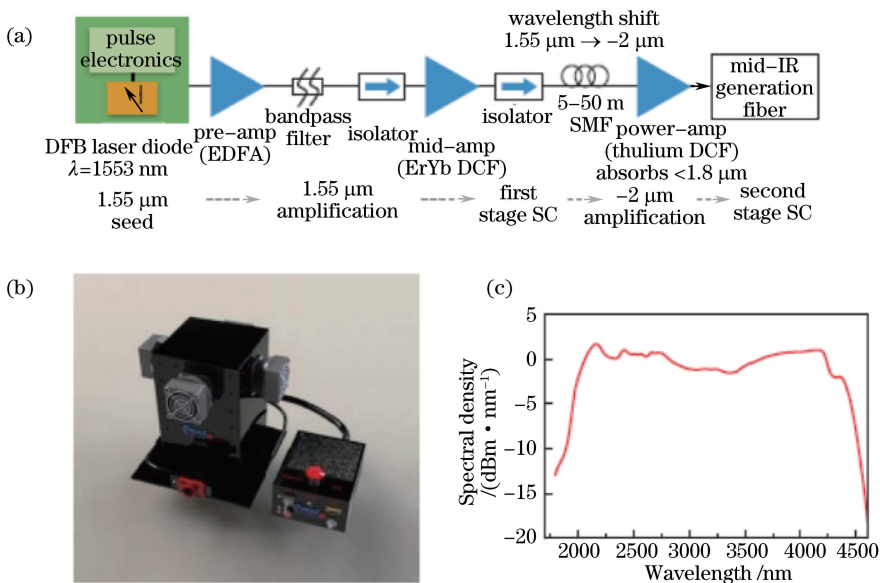 (a)
pulse
electronics
DFB laser diode
λ=1553 nm
pre-amp
(EDFA)
bandpass
filter
isolator
mid-amp
(ErYb DCF)
isolator
wavelength shift
1.55 μm → −2 μm
5−50 m
SMF
power-amp
(thulium DCF)
absorbs <1.8 μm
mid−IR
generation
fiber
1.55 μm
seed
1.55 μm
amplification
first
stage SC
−2 μm
amplification
second
stage SC
(b)
(c)
Spectral density
/(dBm • nm⁻¹)
5
0
−5
−10
−15
−20
2000 2500 3000 3500 4000 4500
Wavelength /nm